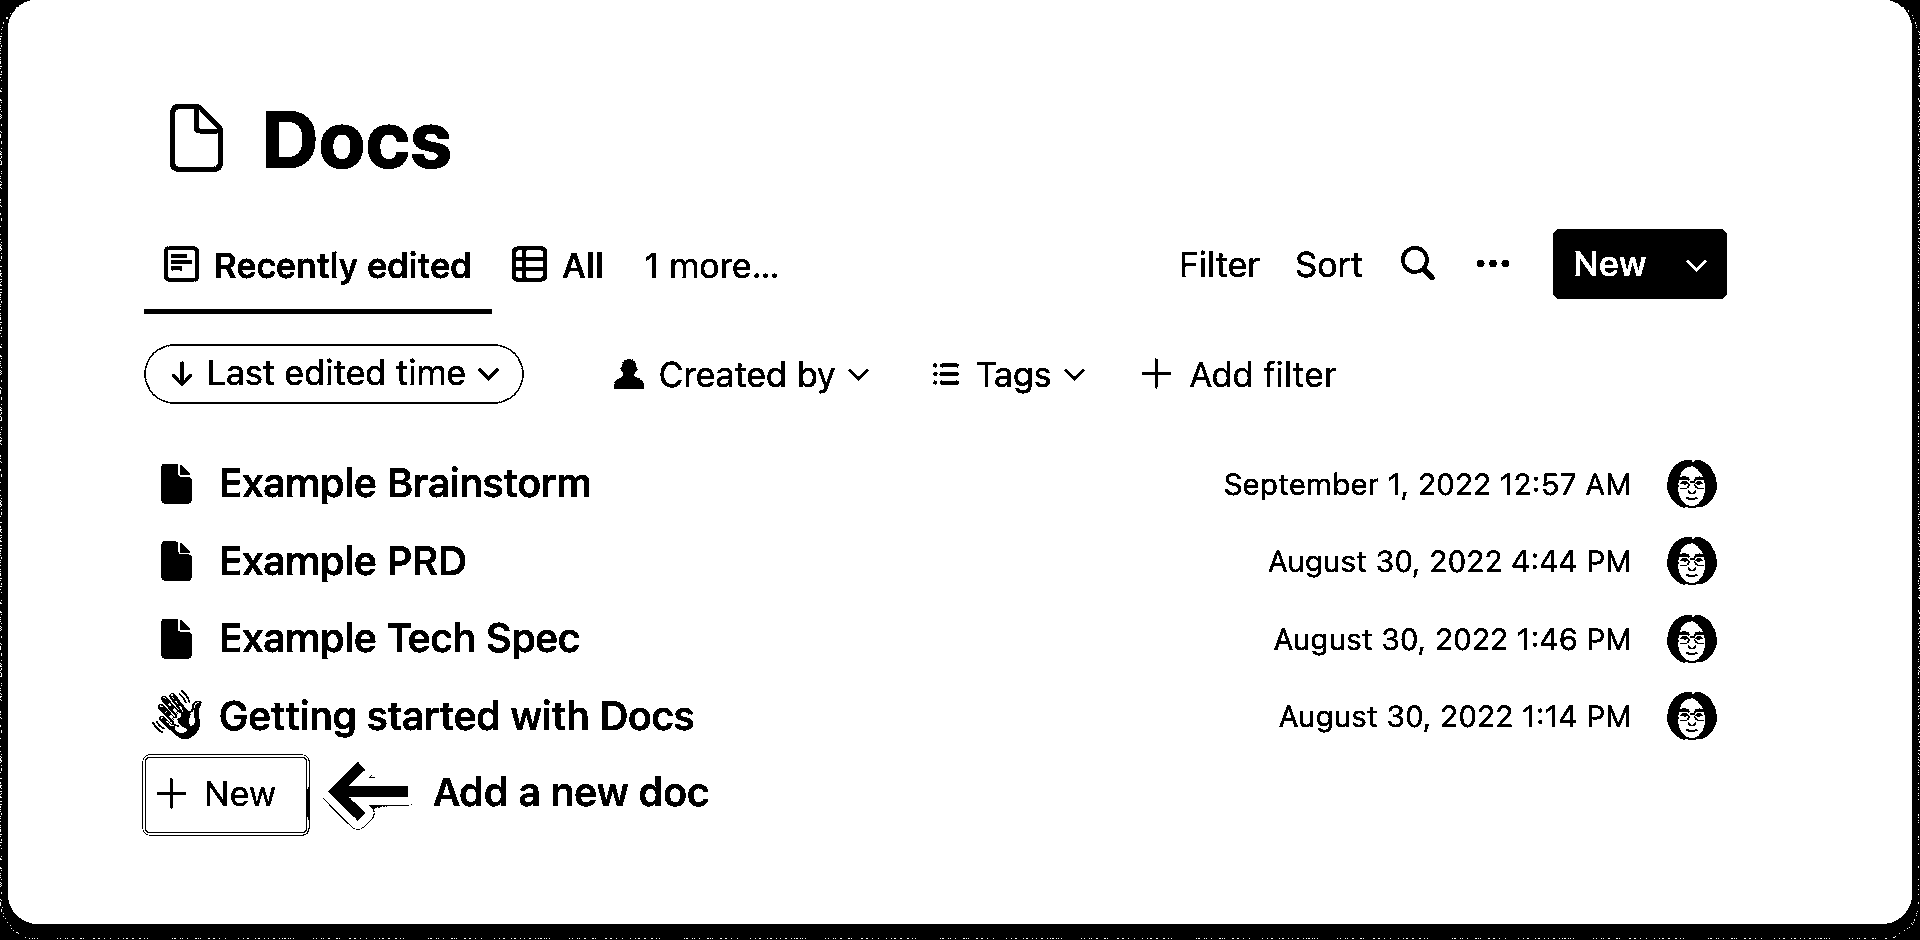 Docs
Recently edited All 1 more... Filter Sort New
Last edited time Created by Tags Add filter
Example Brainstorm September 1, 2022 12:57 AM
Example PRD August 30, 2022 4:44 PM
Example Tech Spec August 30, 2022 1:46 PM
Getting started with Docs August 30, 2022 1:14 PM
+ New Add a new doc